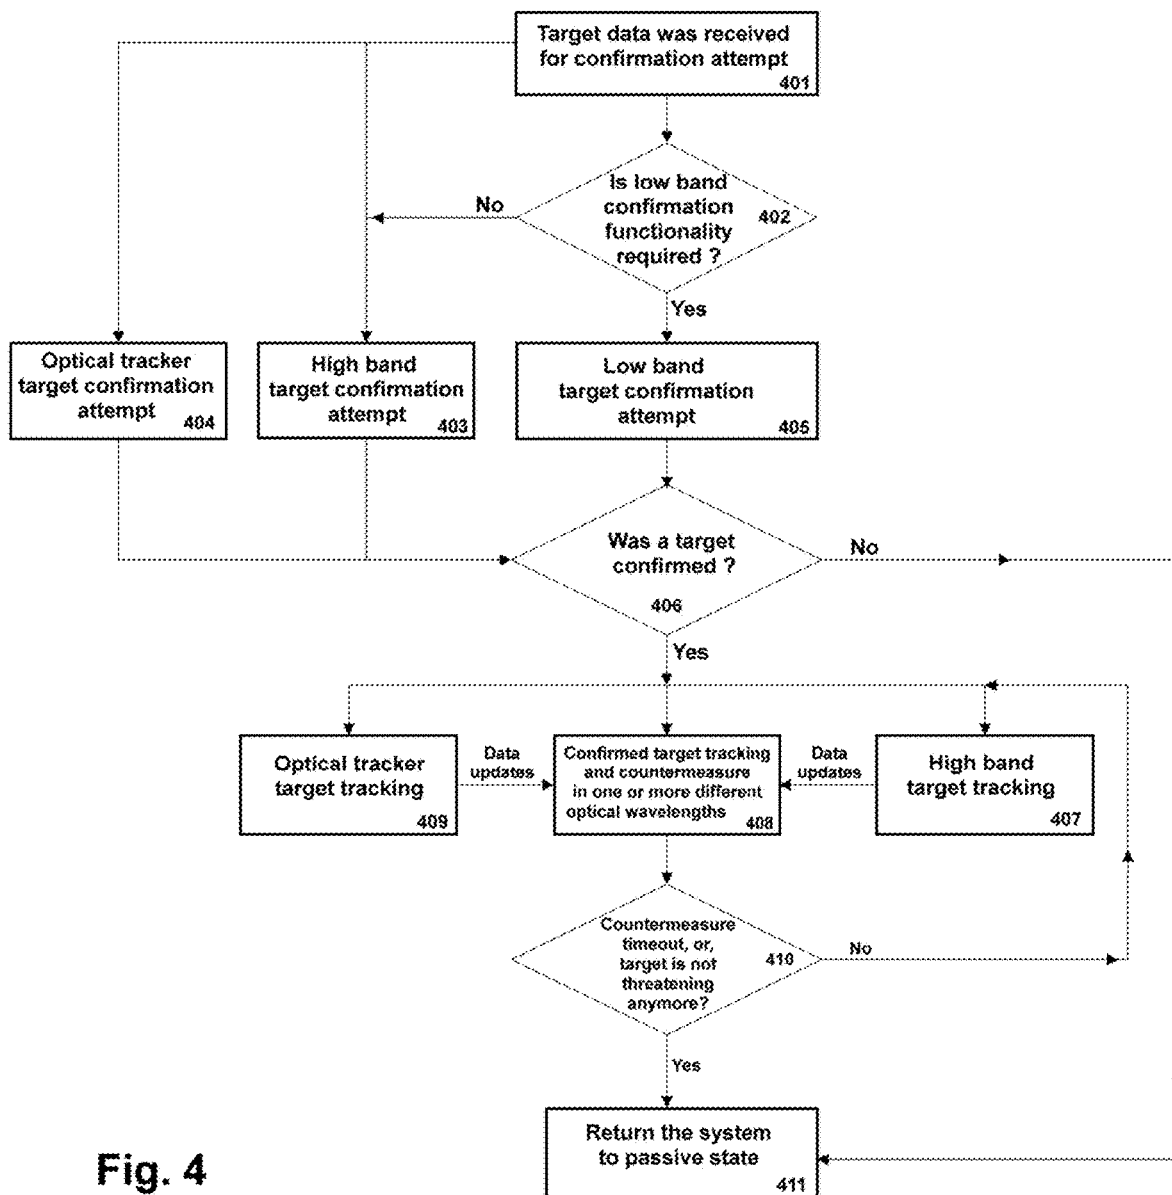 Target data was received
for confirmation attempt
401
Is low band
confirmation
functionality
required ?
402
No
Yes
Optical tracker
target confirmation
attempt
404
High band
target confirmation
attempt
403
Low band
target confirmation
attempt
405
Was a target
confirmed ?
406
No
Yes
Optical tracker
target tracking
409
Data
updates
Confirmed target tracking
and countermeasure
in one or more different
optical wavelengths
408
Data
updates
High band
target tracking
407
Countermeasure
timeout, or,
target is not
threatening
anymore?
410
No
Yes
Return the system
to passive state
411
Fig. 4